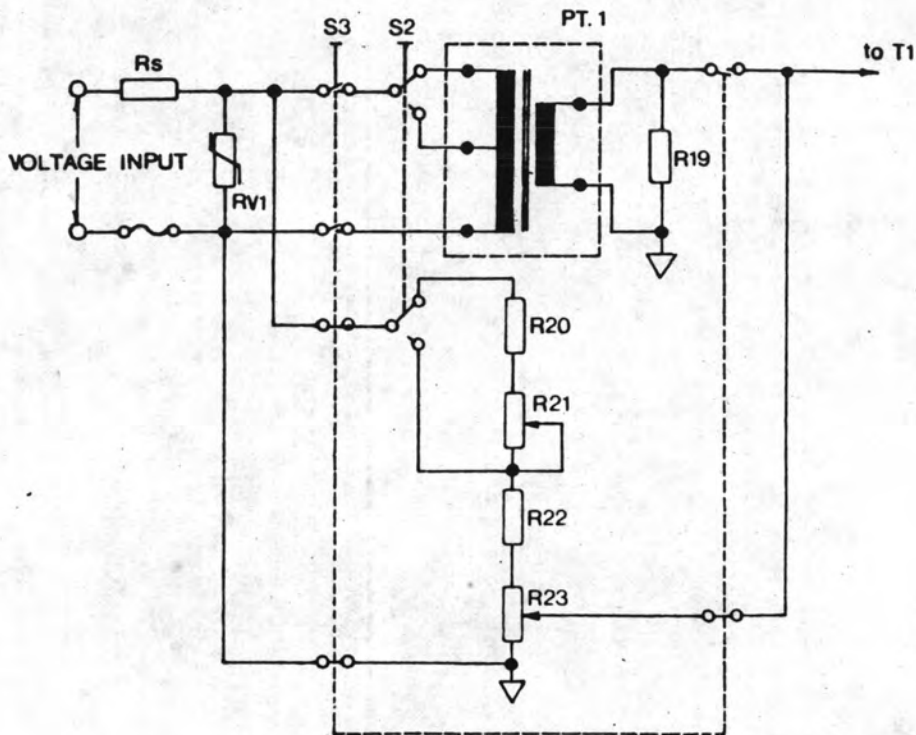 PT. 1
S3
S2
to T1
Rs
VOLTAGE INPUT
RV1
R19
R20
R21
R22
R23